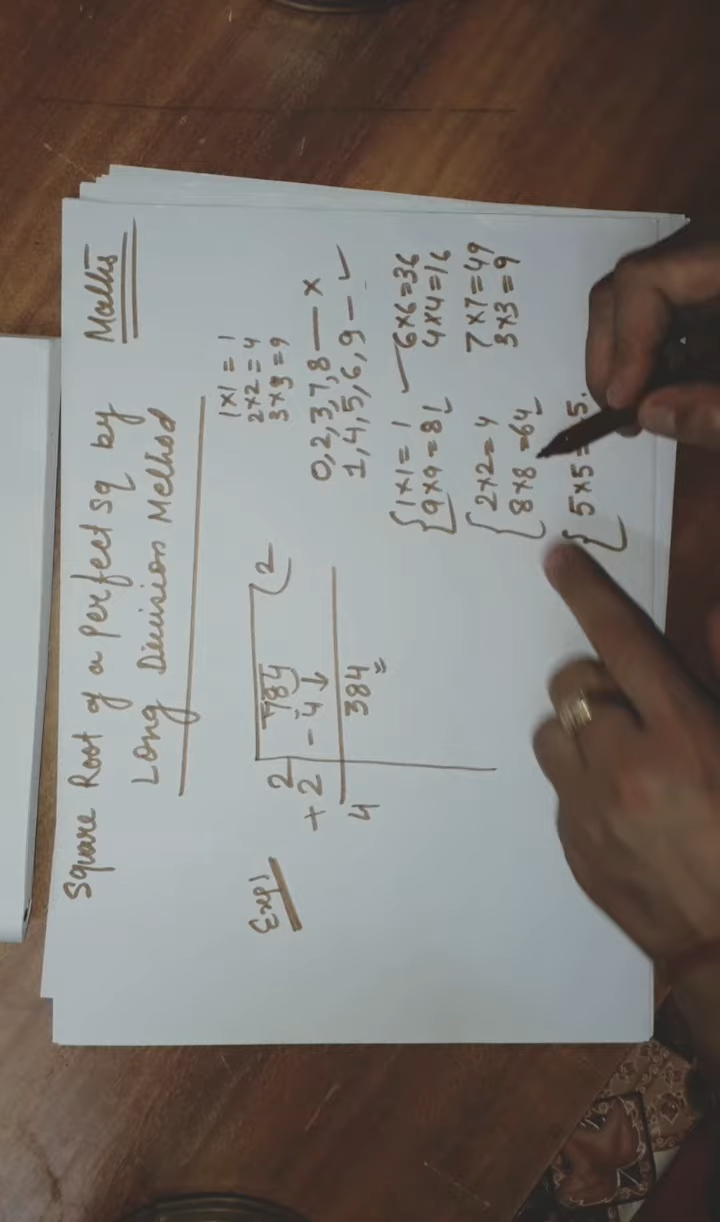 Square Root of a Perfect sq by Maths
Long Division Method
1 x 1 = 1
2 x 2 = 4
3 x 3 = 9
Exp1
2 784 2
+2 - 4 ↓
4 384
0, 2, 3, 7, 8 — x
1, 4, 5, 6, 9 — ✓
{ 1 x 1 = 1
9 x 9 = 81
6 x 6 = 36
4 x 4 = 16
{ 2 x 2 = 4
8 x 8 = 64
7 x 7 = 49
3 x 3 = 9
{ 5 x 5 = 5.